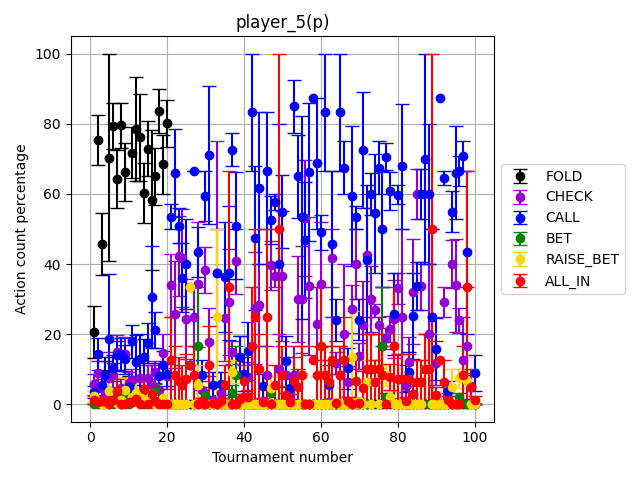 player_5(p)
Action count percentage
100
80
60
40
20
0
0 20 40 60 80 100
Tournament number
FOLD
CHECK
CALL
BET
RAISE_BET
ALL_IN